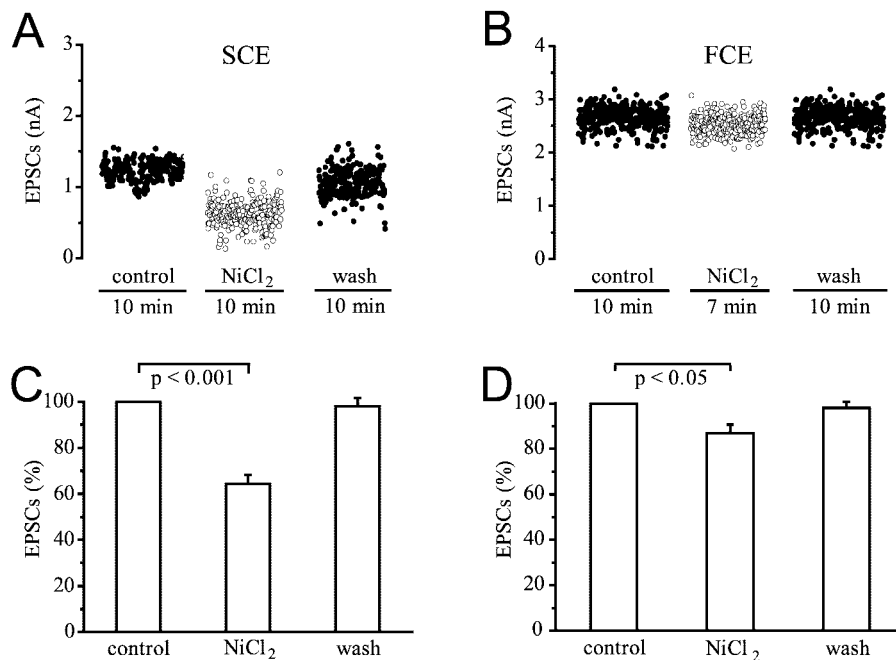 A
SCE
EPSCs (nA)
3
2
1
0
control
NiCl2
wash
10 min
10 min
10 min
B
FCE
EPSCs (nA)
4
3
2
1
0
control
NiCl2
wash
10 min
7 min
10 min
C
p < 0.001
EPSCs (%)
100
80
60
40
20
0
control
NiCl2
wash
D
p < 0.05
EPSCs (%)
100
80
60
40
20
0
control
NiCl2
wash